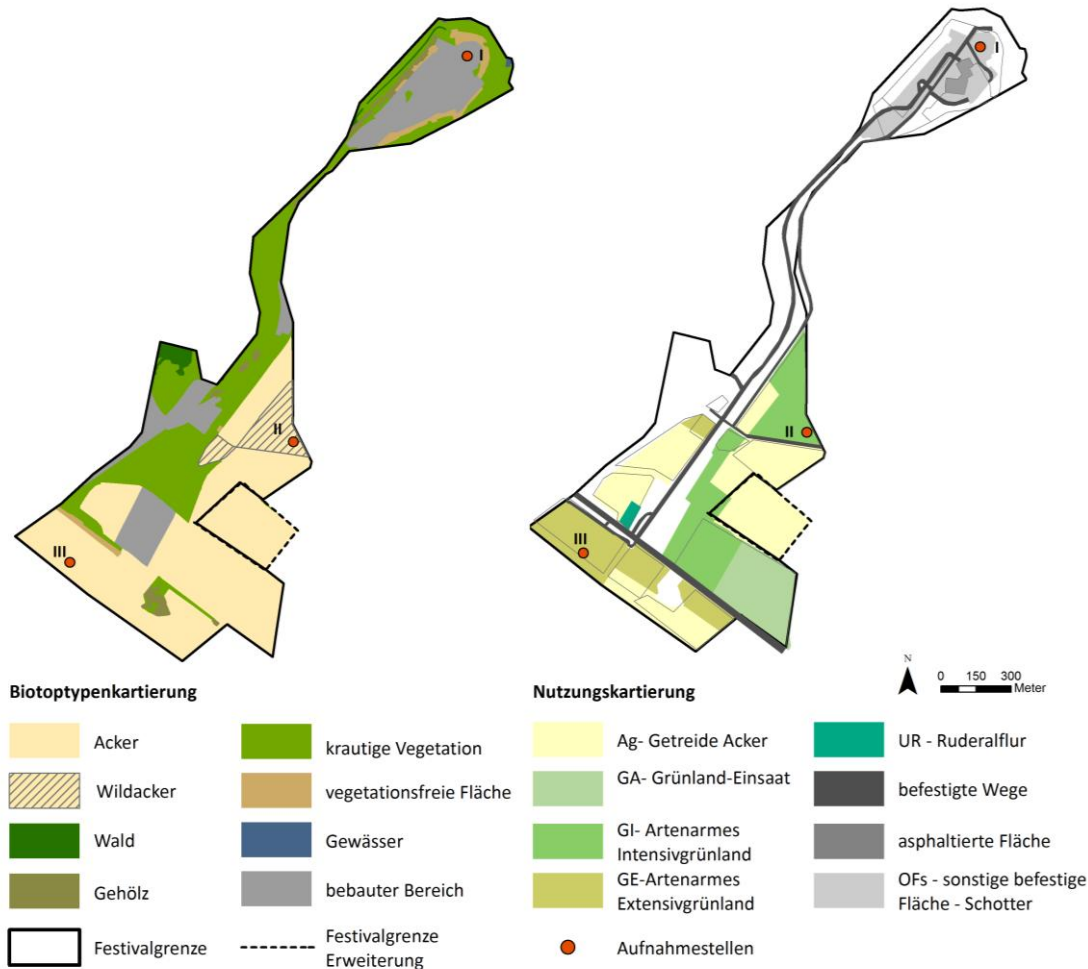 I
I
II
II
III
III
Biotoptypenkartierung
Acker
Wildacker
Wald
Gehölz
Festivalgrenze
krautige Vegetation
vegetationsfreie Fläche
Gewässer
bebauter Bereich
Festivalgrenze
Erweiterung
Nutzungskartierung
N
0 150 300
Meter
Ag- Getreide Acker
GA- Grünland-Einsaat
GI- Artenarmes
Intensivgrünland
GE-Artenarmes
Extensivgrünland
Aufnahmestellen
UR - Ruderalflur
befestigte Wege
asphaltierte Fläche
OFs - sonstige befestige
Fläche - Schotter